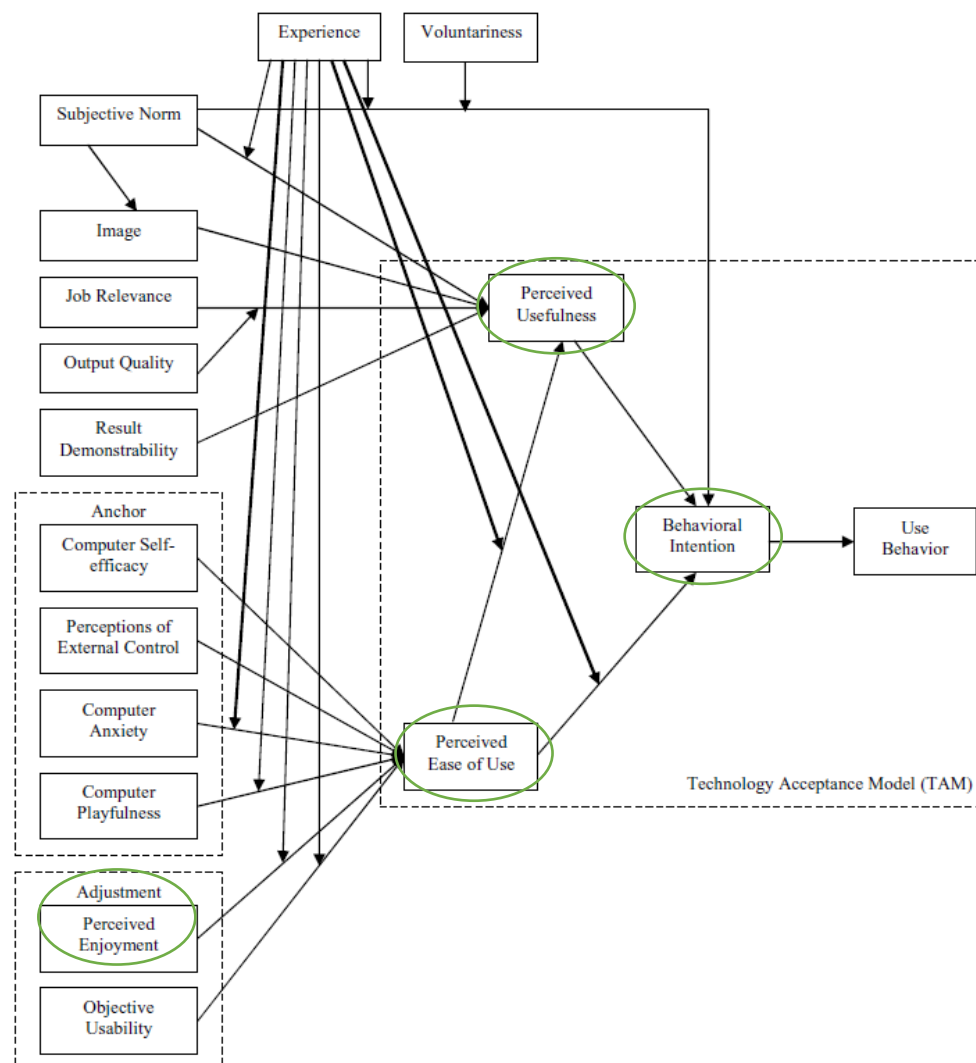 Experience
Voluntariness
Subjective Norm
Image
Job Relevance
Output Quality
Result
Demonstrability
Anchor
Computer Self-
efficacy
Perceptions of
External Control
Computer
Anxiety
Computer
Playfulness
Adjustment
Perceived
Enjoyment
Objective
Usability
Perceived
Usefulness
Perceived
Ease of Use
Behavioral
Intention
Use
Behavior
Technology Acceptance Model (TAM)